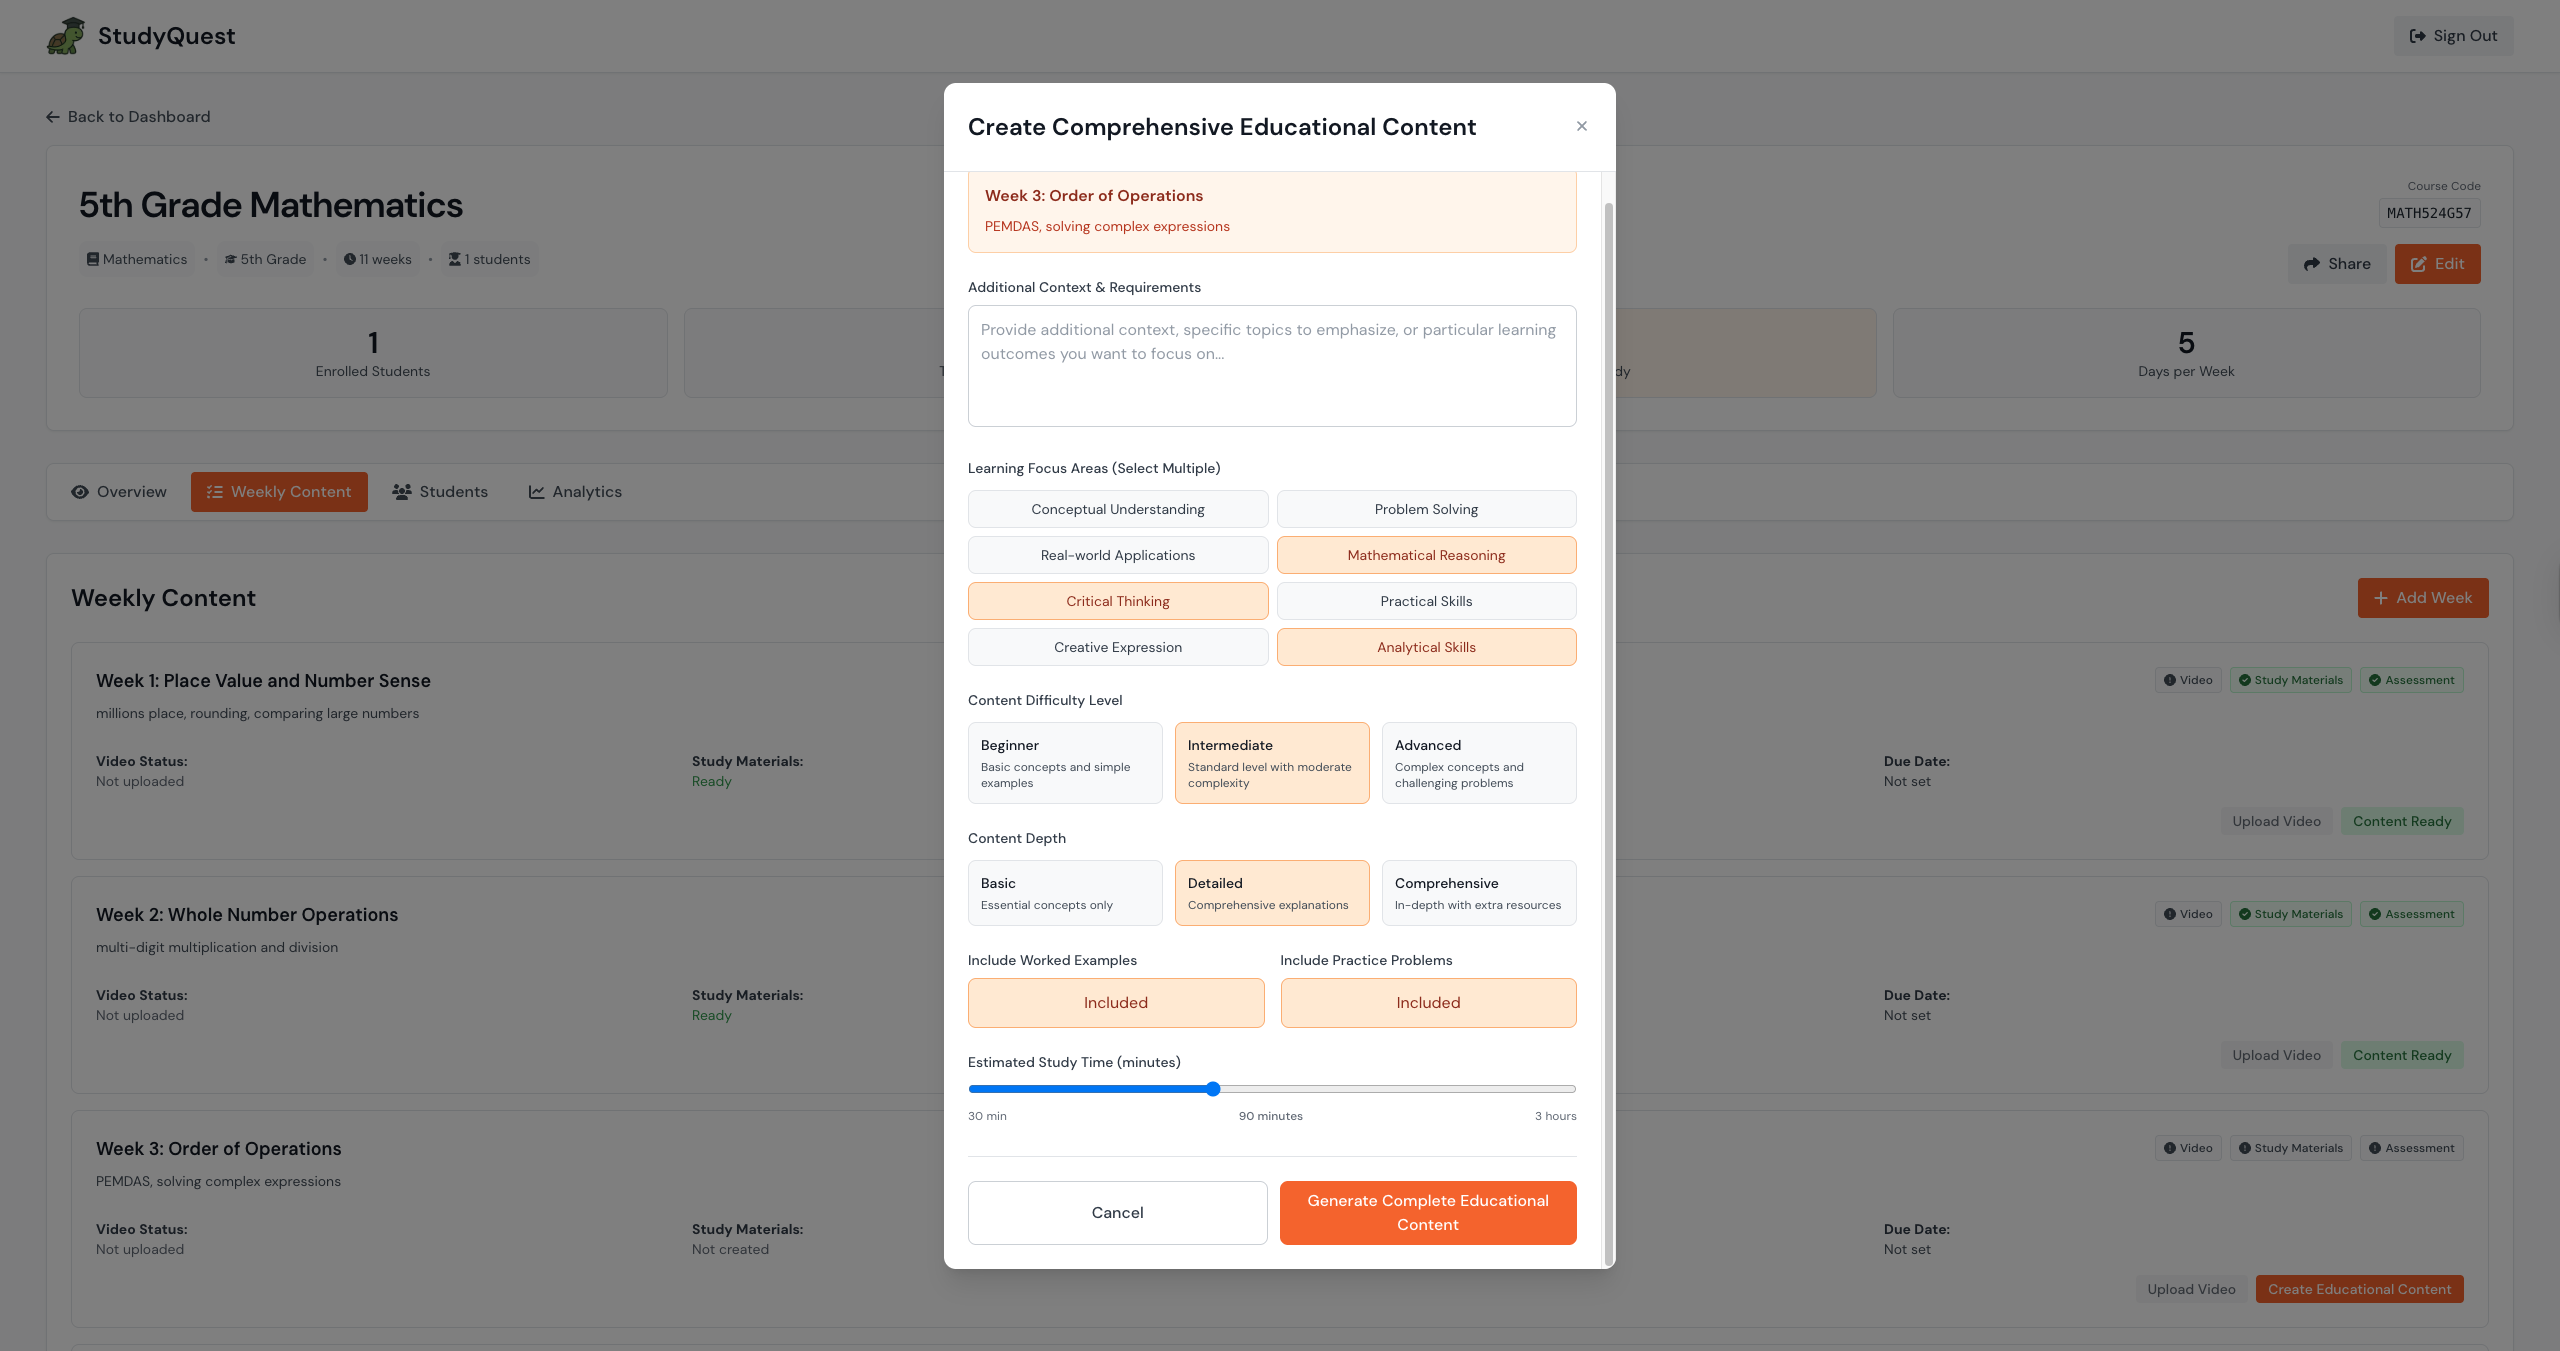 StudyQuest
Sign Out
Back to Dashboard
5th Grade Mathematics
Mathematics • 5th Grade • 11 weeks • 1 students
Course Code
MATH524G57
Share
Edit
1
Enrolled Students
5
Days per Week
Overview
Weekly Content
Students
Analytics
Weekly Content
Add Week
Week 1: Place Value and Number Sense
millions place, rounding, comparing large numbers
Video
Study Materials
Assessment
Video Status:
Not uploaded
Study Materials:
Ready
Due Date:
Not set
Upload Video
Content Ready
Week 2: Whole Number Operations
multi-digit multiplication and division
Video
Study Materials
Assessment
Video Status:
Not uploaded
Study Materials:
Ready
Due Date:
Not set
Upload Video
Content Ready
Week 3: Order of Operations
PEMDAS, solving complex expressions
Video
Study Materials
Assessment
Video Status:
Not uploaded
Study Materials:
Not created
Due Date:
Not set
Upload Video
Create Educational Content
Create Comprehensive Educational Content
×
Week 3: Order of Operations
PEMDAS, solving complex expressions
Additional Context & Requirements
Provide additional context, specific topics to emphasize, or particular learning
outcomes you want to focus on...
Learning Focus Areas (Select Multiple)
Conceptual Understanding
Problem Solving
Real-world Applications
Mathematical Reasoning
Critical Thinking
Practical Skills
Creative Expression
Analytical Skills
Content Difficulty Level
Beginner
Basic concepts and simple
examples
Intermediate
Standard level with moderate
complexity
Advanced
Complex concepts and
challenging problems
Content Depth
Basic
Essential concepts only
Detailed
Comprehensive explanations
Comprehensive
In-depth with extra resources
Include Worked Examples
Included
Include Practice Problems
Included
Estimated Study Time (minutes)
30 min
90 minutes
3 hours
Cancel
Generate Complete Educational
Content